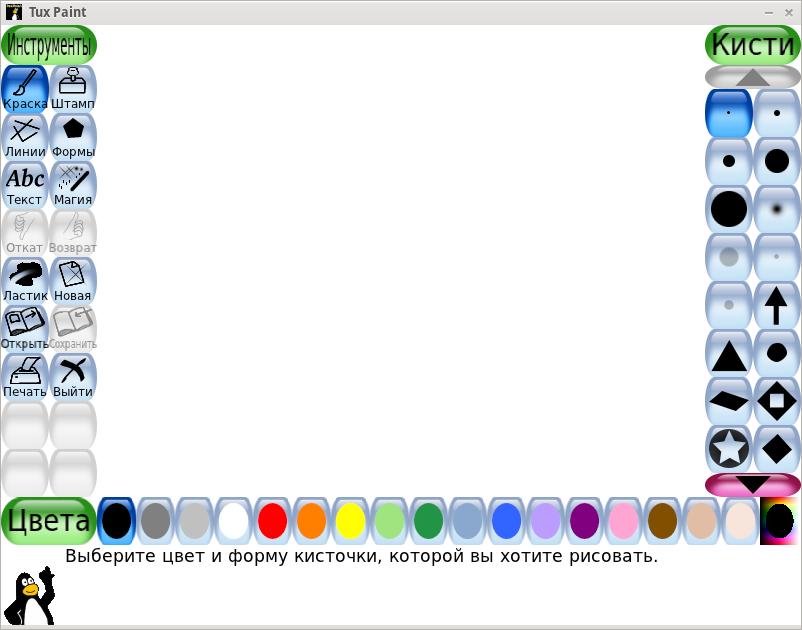 Tux Paint
Инструменты
Кисти
Краска Штамп
Линии Формы
Abc
Текст Магия
Откат Возврат
Ластик Новая
Открыть Сохранить
Печать Выйти
Цвета
Выберите цвет и форму кисточки, которой вы хотите рисовать.